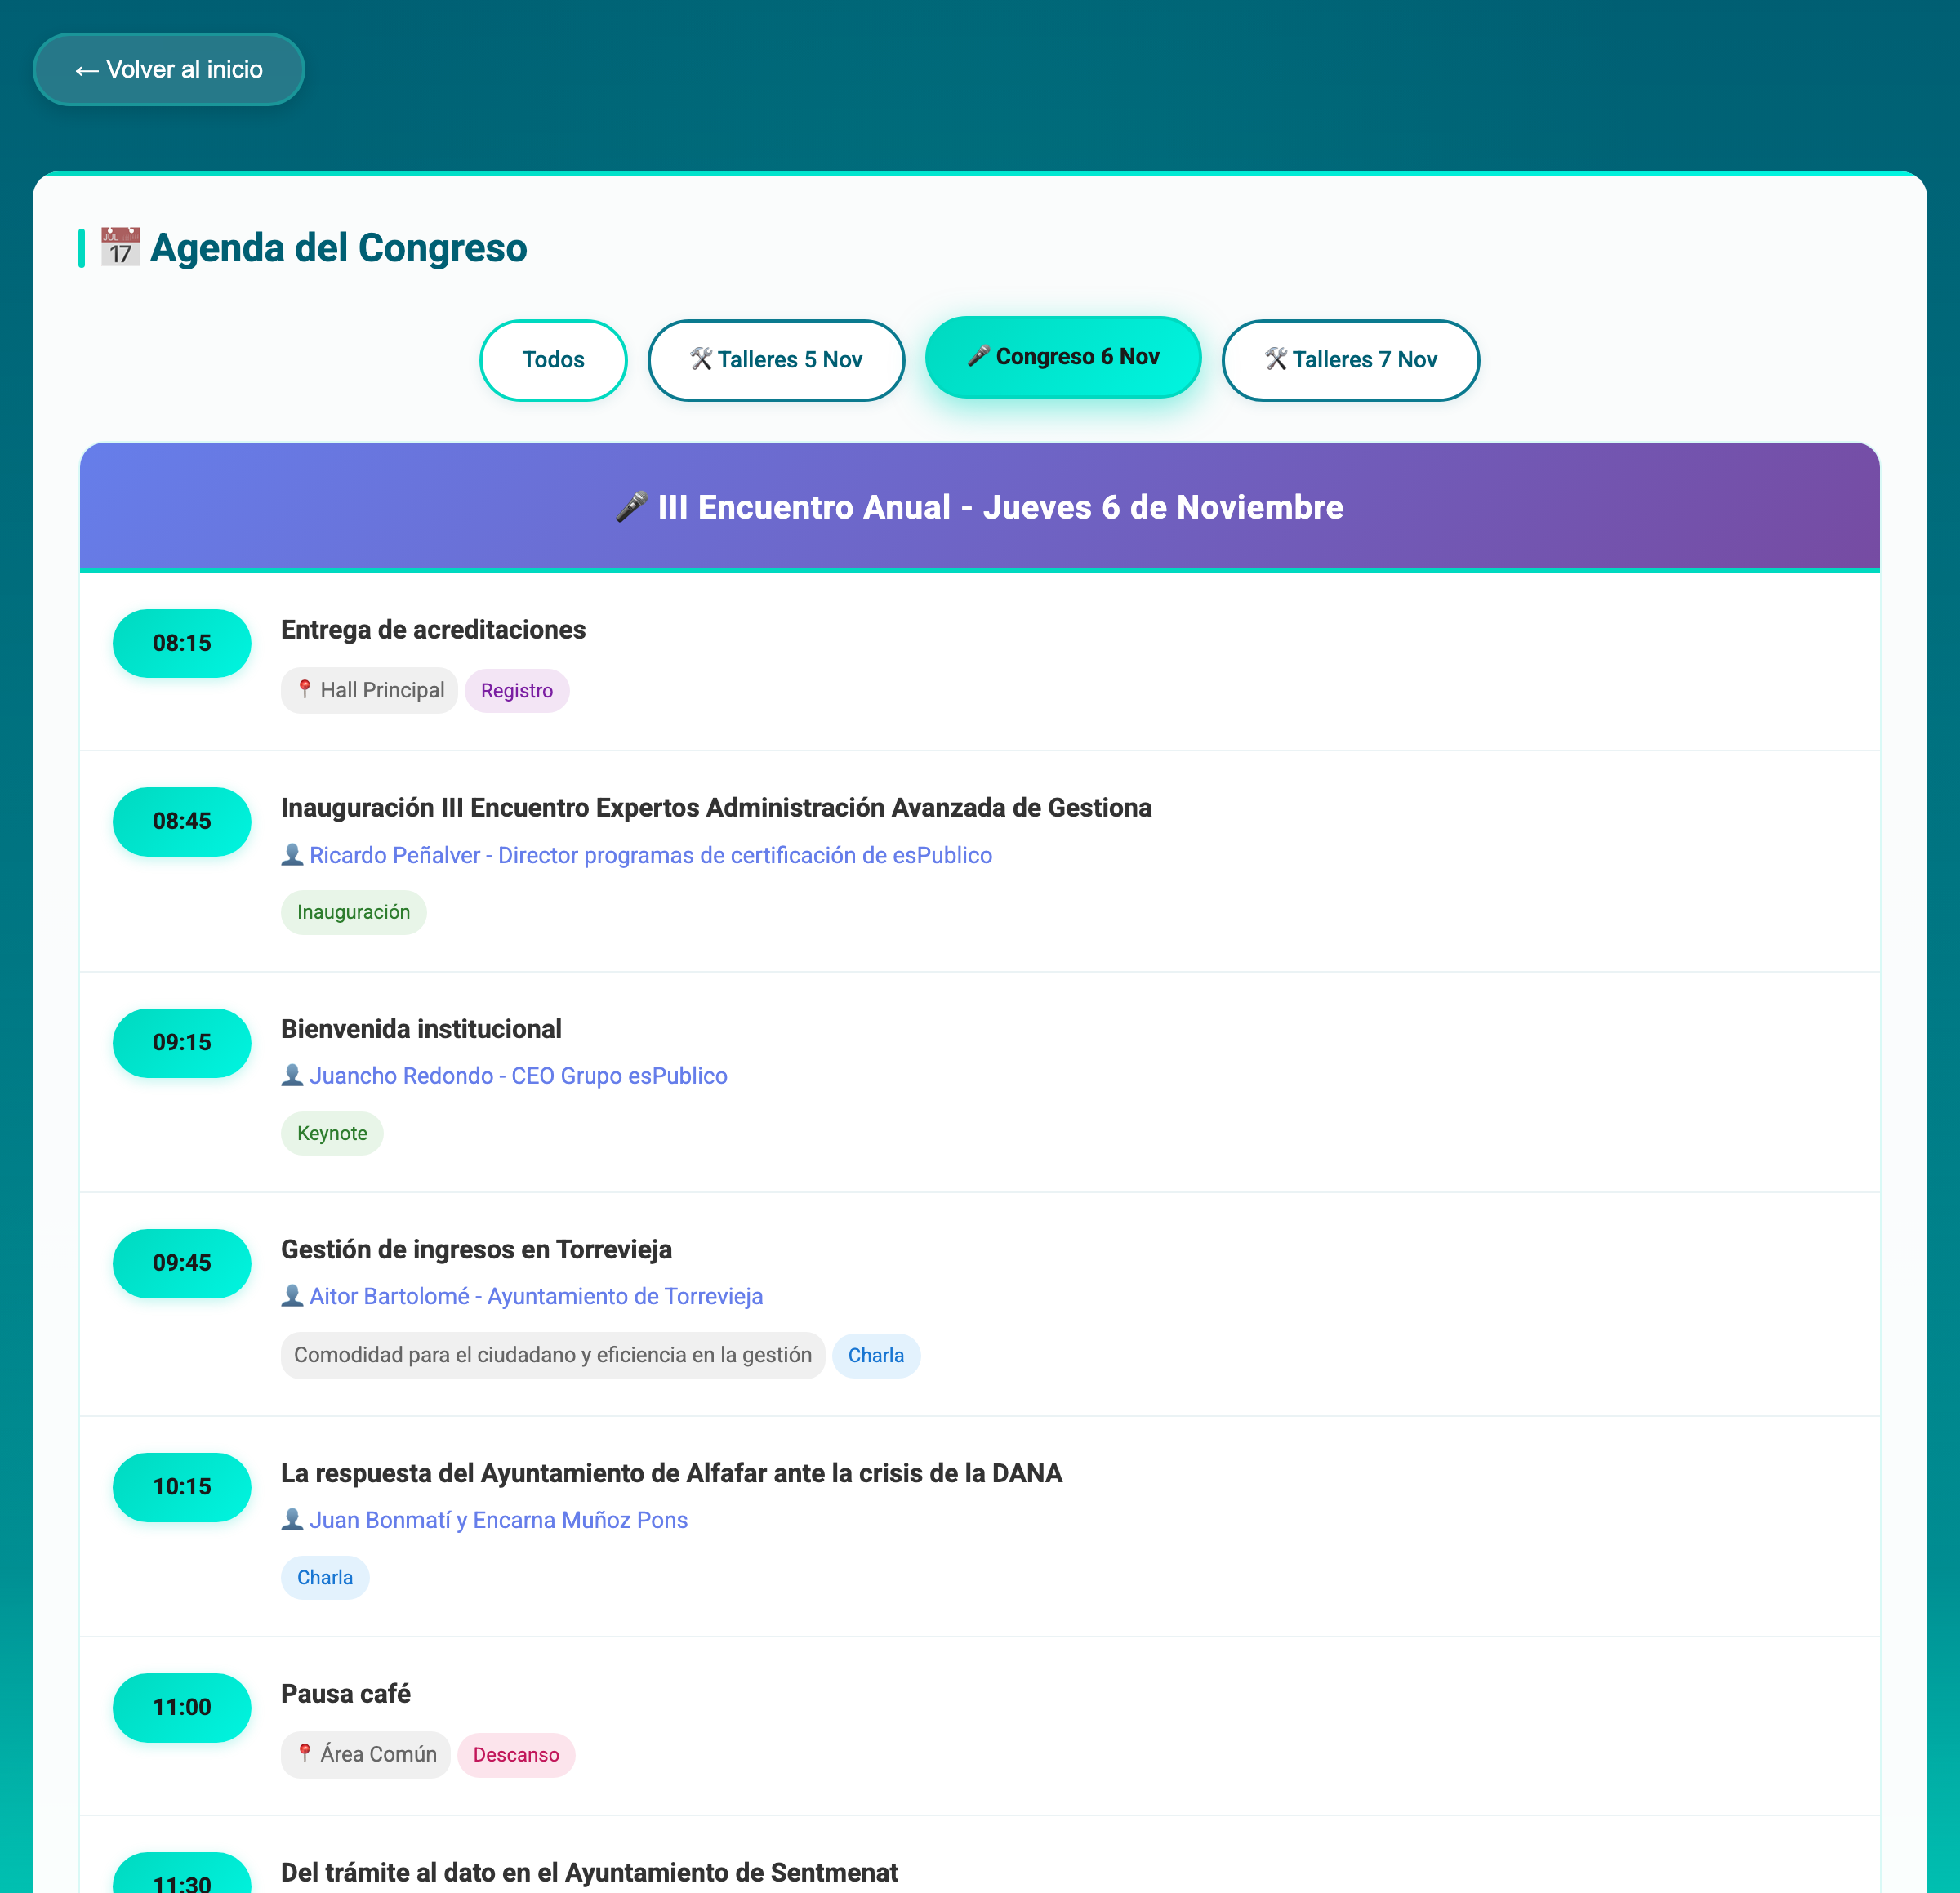 ← Volver al inicio
Agenda del Congreso
Todos
Talleres 5 Nov
Congreso 6 Nov
Talleres 7 Nov
III Encuentro Anual - Jueves 6 de Noviembre
08:15
Entrega de acreditaciones
Hall Principal
Registro
08:45
Inauguración III Encuentro Expertos Administración Avanzada de Gestiona
Ricardo Peñalver - Director programas de certificación de esPublico
Inauguración
09:15
Bienvenida institucional
Juancho Redondo - CEO Grupo esPublico
Keynote
09:45
Gestión de ingresos en Torrevieja
Aitor Bartolomé - Ayuntamiento de Torrevieja
Comodidad para el ciudadano y eficiencia en la gestión
Charla
10:15
La respuesta del Ayuntamiento de Alfafar ante la crisis de la DANA
Juan Bonmatí y Encarna Muñoz Pons
Charla
11:00
Pausa café
Área Común
Descanso
11:30
Del trámite al dato en el Ayuntamiento de Sentmenat